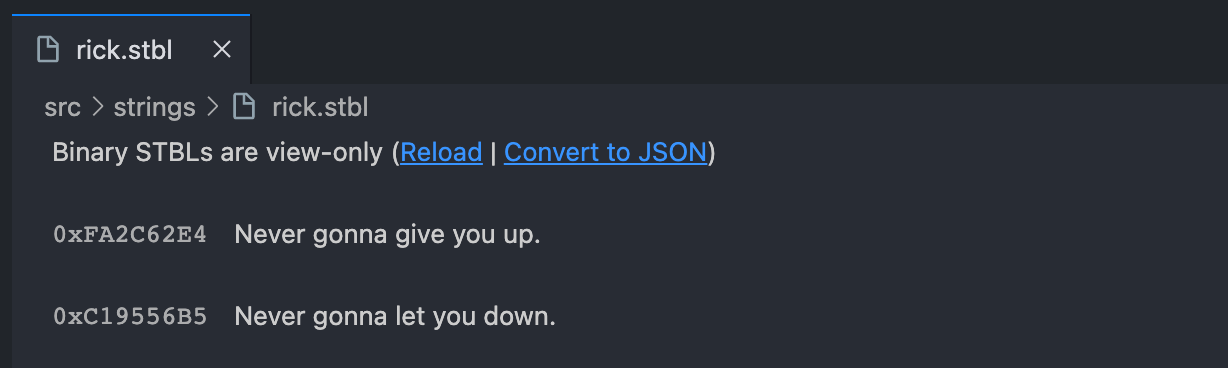 rick.stbl
src > strings > rick.stbl
Binary STBLs are view-only (Reload | Convert to JSON)
0xFA2C62E4 Never gonna give you up.
0xC19556B5 Never gonna let you down.